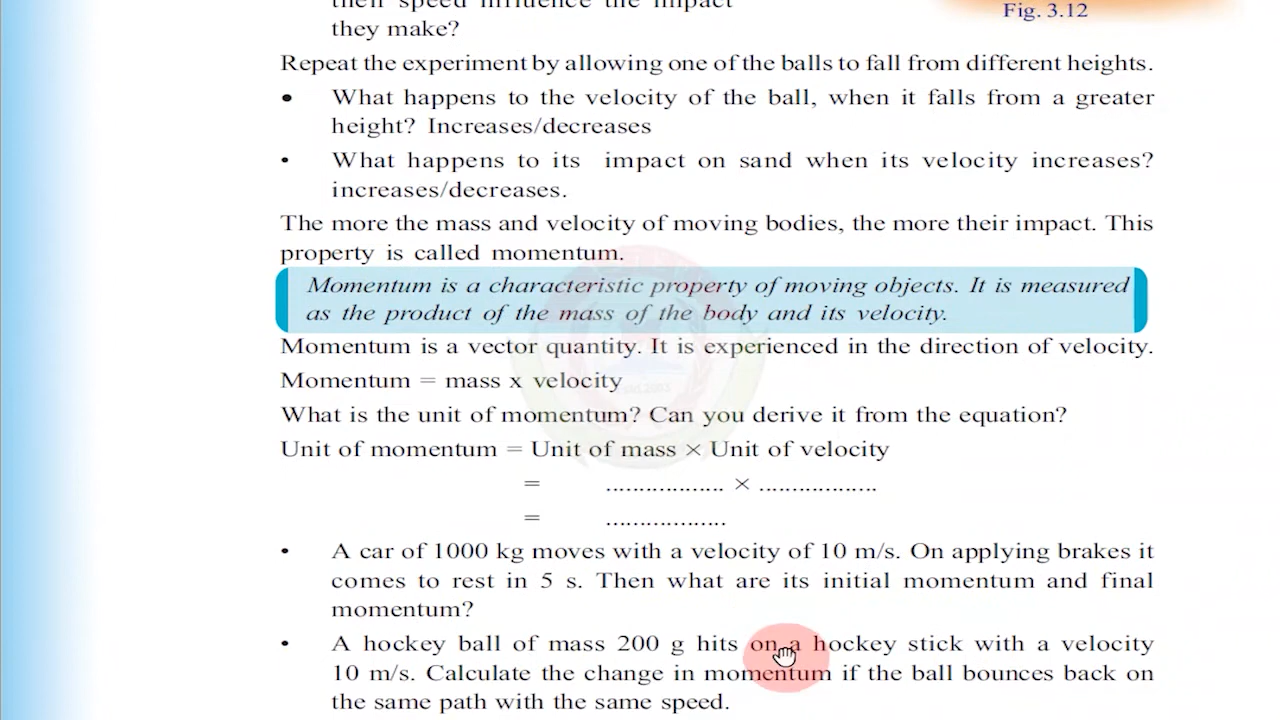 then speed influence the impact
Fig. 3.12
they make?
Repeat the experiment by allowing one of the balls to fall from different heights.
• What happens to the velocity of the ball, when it falls from a greater
height? Increases/decreases
• What happens to its impact on sand when its velocity increases?
increases/decreases.
The more the mass and velocity of moving bodies, the more their impact. This
property is called momentum.
Momentum is a characteristic property of moving objects. It is measured
as the product of the mass of the body and its velocity.
Momentum is a vector quantity. It is experienced in the direction of velocity.
Momentum = mass x velocity
What is the unit of momentum? Can you derive it from the equation?
Unit of momentum = Unit of mass × Unit of velocity
= .................. × ..................
= ..................
• A car of 1000 kg moves with a velocity of 10 m/s. On applying brakes it
comes to rest in 5 s. Then what are its initial momentum and final
momentum?
• A hockey ball of mass 200 g hits on a hockey stick with a velocity
10 m/s. Calculate the change in momentum if the ball bounces back on
the same path with the same speed.